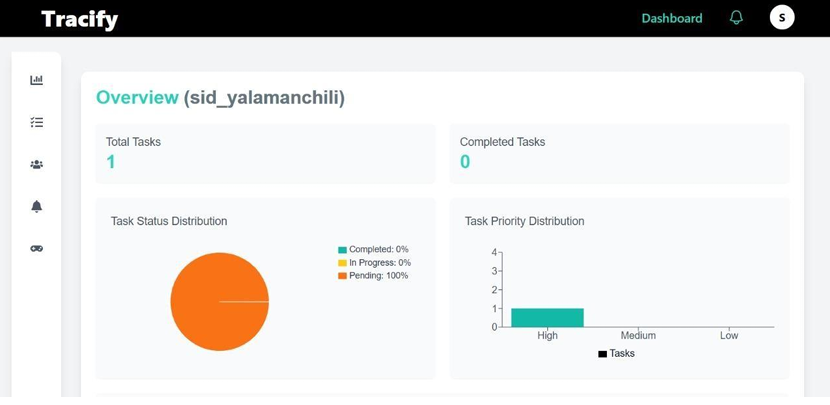 Tracify
Dashboard
S
Overview (sid_yalamanchili)
Total Tasks
1
Completed Tasks
0
Task Status Distribution
Completed: 0%
In Progress: 0%
Pending: 100%
Task Priority Distribution
4
3
2
1
0
High Medium Low
Tasks